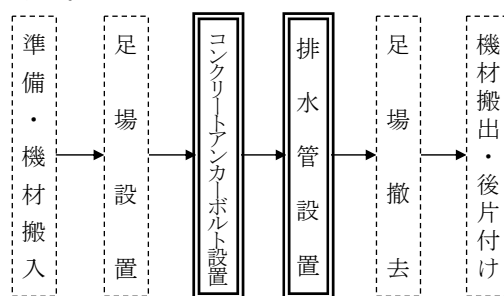 準備・機材搬入
足場設置
コンクリートアンカーボルト設置
排水管設置
足場撤去
機材搬出・後片付け